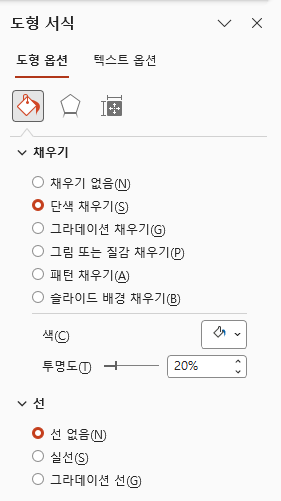 도형 서식
도형 옵션 텍스트 옵션
채우기
채우기 없음(N)
단색 채우기(S)
그라데이션 채우기(G)
그림 또는 질감 채우기(P)
패턴 채우기(A)
슬라이드 배경 채우기(B)
색(C)
투명도(T) 20%
선
선 없음(N)
실선(S)
그라데이션 선(G)